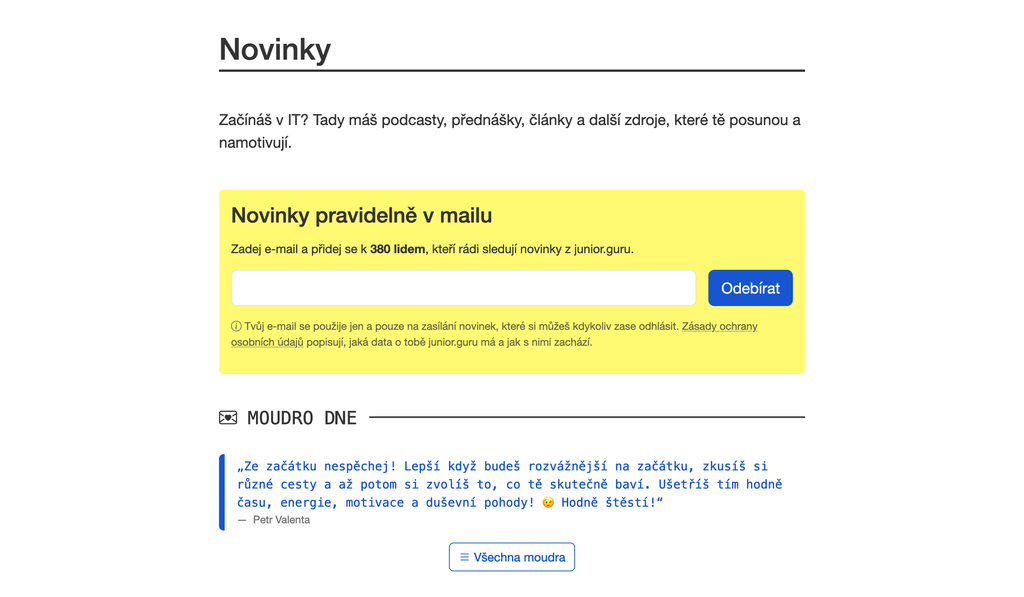 Novinky
Začínáš v IT? Tady máš podcasty, přednášky, články a další zdroje, které tě posunou a
namotivují.
Novinky pravidelně v mailu
Zadej e-mail a přidej se k 380 lidem, kteří rádi sledují novinky z junior.guru.
Odebírat
Tvůj e-mail se použije jen a pouze na zasílání novinek, které si můžeš kdykoliv zase odhlásit. Zásady ochrany
osobních údajů popisují, jaká data o tobě junior.guru má a jak s nimi zachází.
MOUDRO DNE
„Ze začátku nespěchej! Lepší když budeš rozvážnější na začátku, zkusíš si
různé cesty a až potom si zvolíš to, co tě skutečně baví. Ušetříš tím hodně
času, energie, motivace a duševní pohody! 😉 Hodně štěstí!“
— Petr Valenta
Všechna moudra